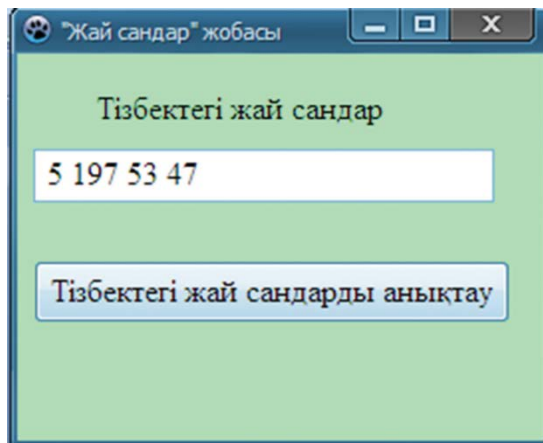 "Жай сандар" жобасы
Тізбектегі жай сандар
5 197 53 47
Тізбектегі жай сандарды анықтау